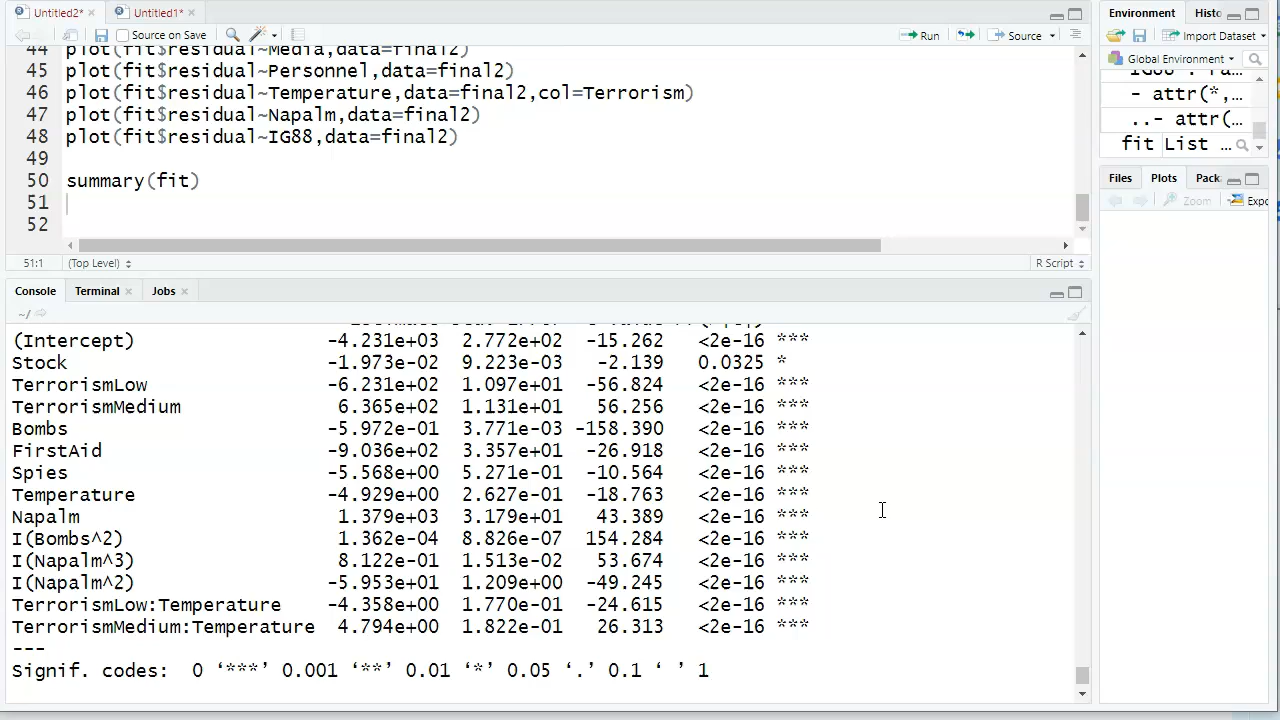 Untitled2* × Untitled1* ×
Source on Save Run Source
44 plot(fit$residual~Media,data=final2)
45 plot(fit$residual~Personnel,data=final2)
46 plot(fit$residual~Temperature,data=final2,col=Terrorism)
47 plot(fit$residual~Napalm,data=final2)
48 plot(fit$residual~IG88,data=final2)
49
50 summary(fit)
51
52
51:1 (Top Level) R Script
Console Terminal × Jobs ×
~/
(Intercept) -4.231e+03 2.772e+02 -15.262 <2e-16 ***
Stock -1.973e-02 9.223e-03 -2.139 0.0325 *
TerrorismLow -6.231e+02 1.097e+01 -56.824 <2e-16 ***
TerrorismMedium 6.365e+02 1.131e+01 56.256 <2e-16 ***
Bombs -5.972e-01 3.771e-03 -158.390 <2e-16 ***
FirstAid -9.036e+02 3.357e+01 -26.918 <2e-16 ***
Spies -5.568e+00 5.271e-01 -10.564 <2e-16 ***
Temperature -4.929e+00 2.627e-01 -18.763 <2e-16 ***
Napalm 1.379e+03 3.179e+01 43.389 <2e-16 ***
I(Bombs^2) 1.362e-04 8.826e-07 154.284 <2e-16 ***
I(Napalm^3) 8.122e-01 1.513e-02 53.674 <2e-16 ***
I(Napalm^2) -5.953e+01 1.209e+00 -49.245 <2e-16 ***
TerrorismLow:Temperature -4.358e+00 1.770e-01 -24.615 <2e-16 ***
TerrorismMedium:Temperature 4.794e+00 1.822e-01 26.313 <2e-16 ***
---
Signif. codes: 0 ‘***’ 0.001 ‘**’ 0.01 ‘*’ 0.05 ‘.’ 0.1 ‘ ’ 1
Environment Histo
Import Dataset
Global Environment
- attr(*,…
..- attr(…
fit List …
Files Plots Pack
Zoom Expo